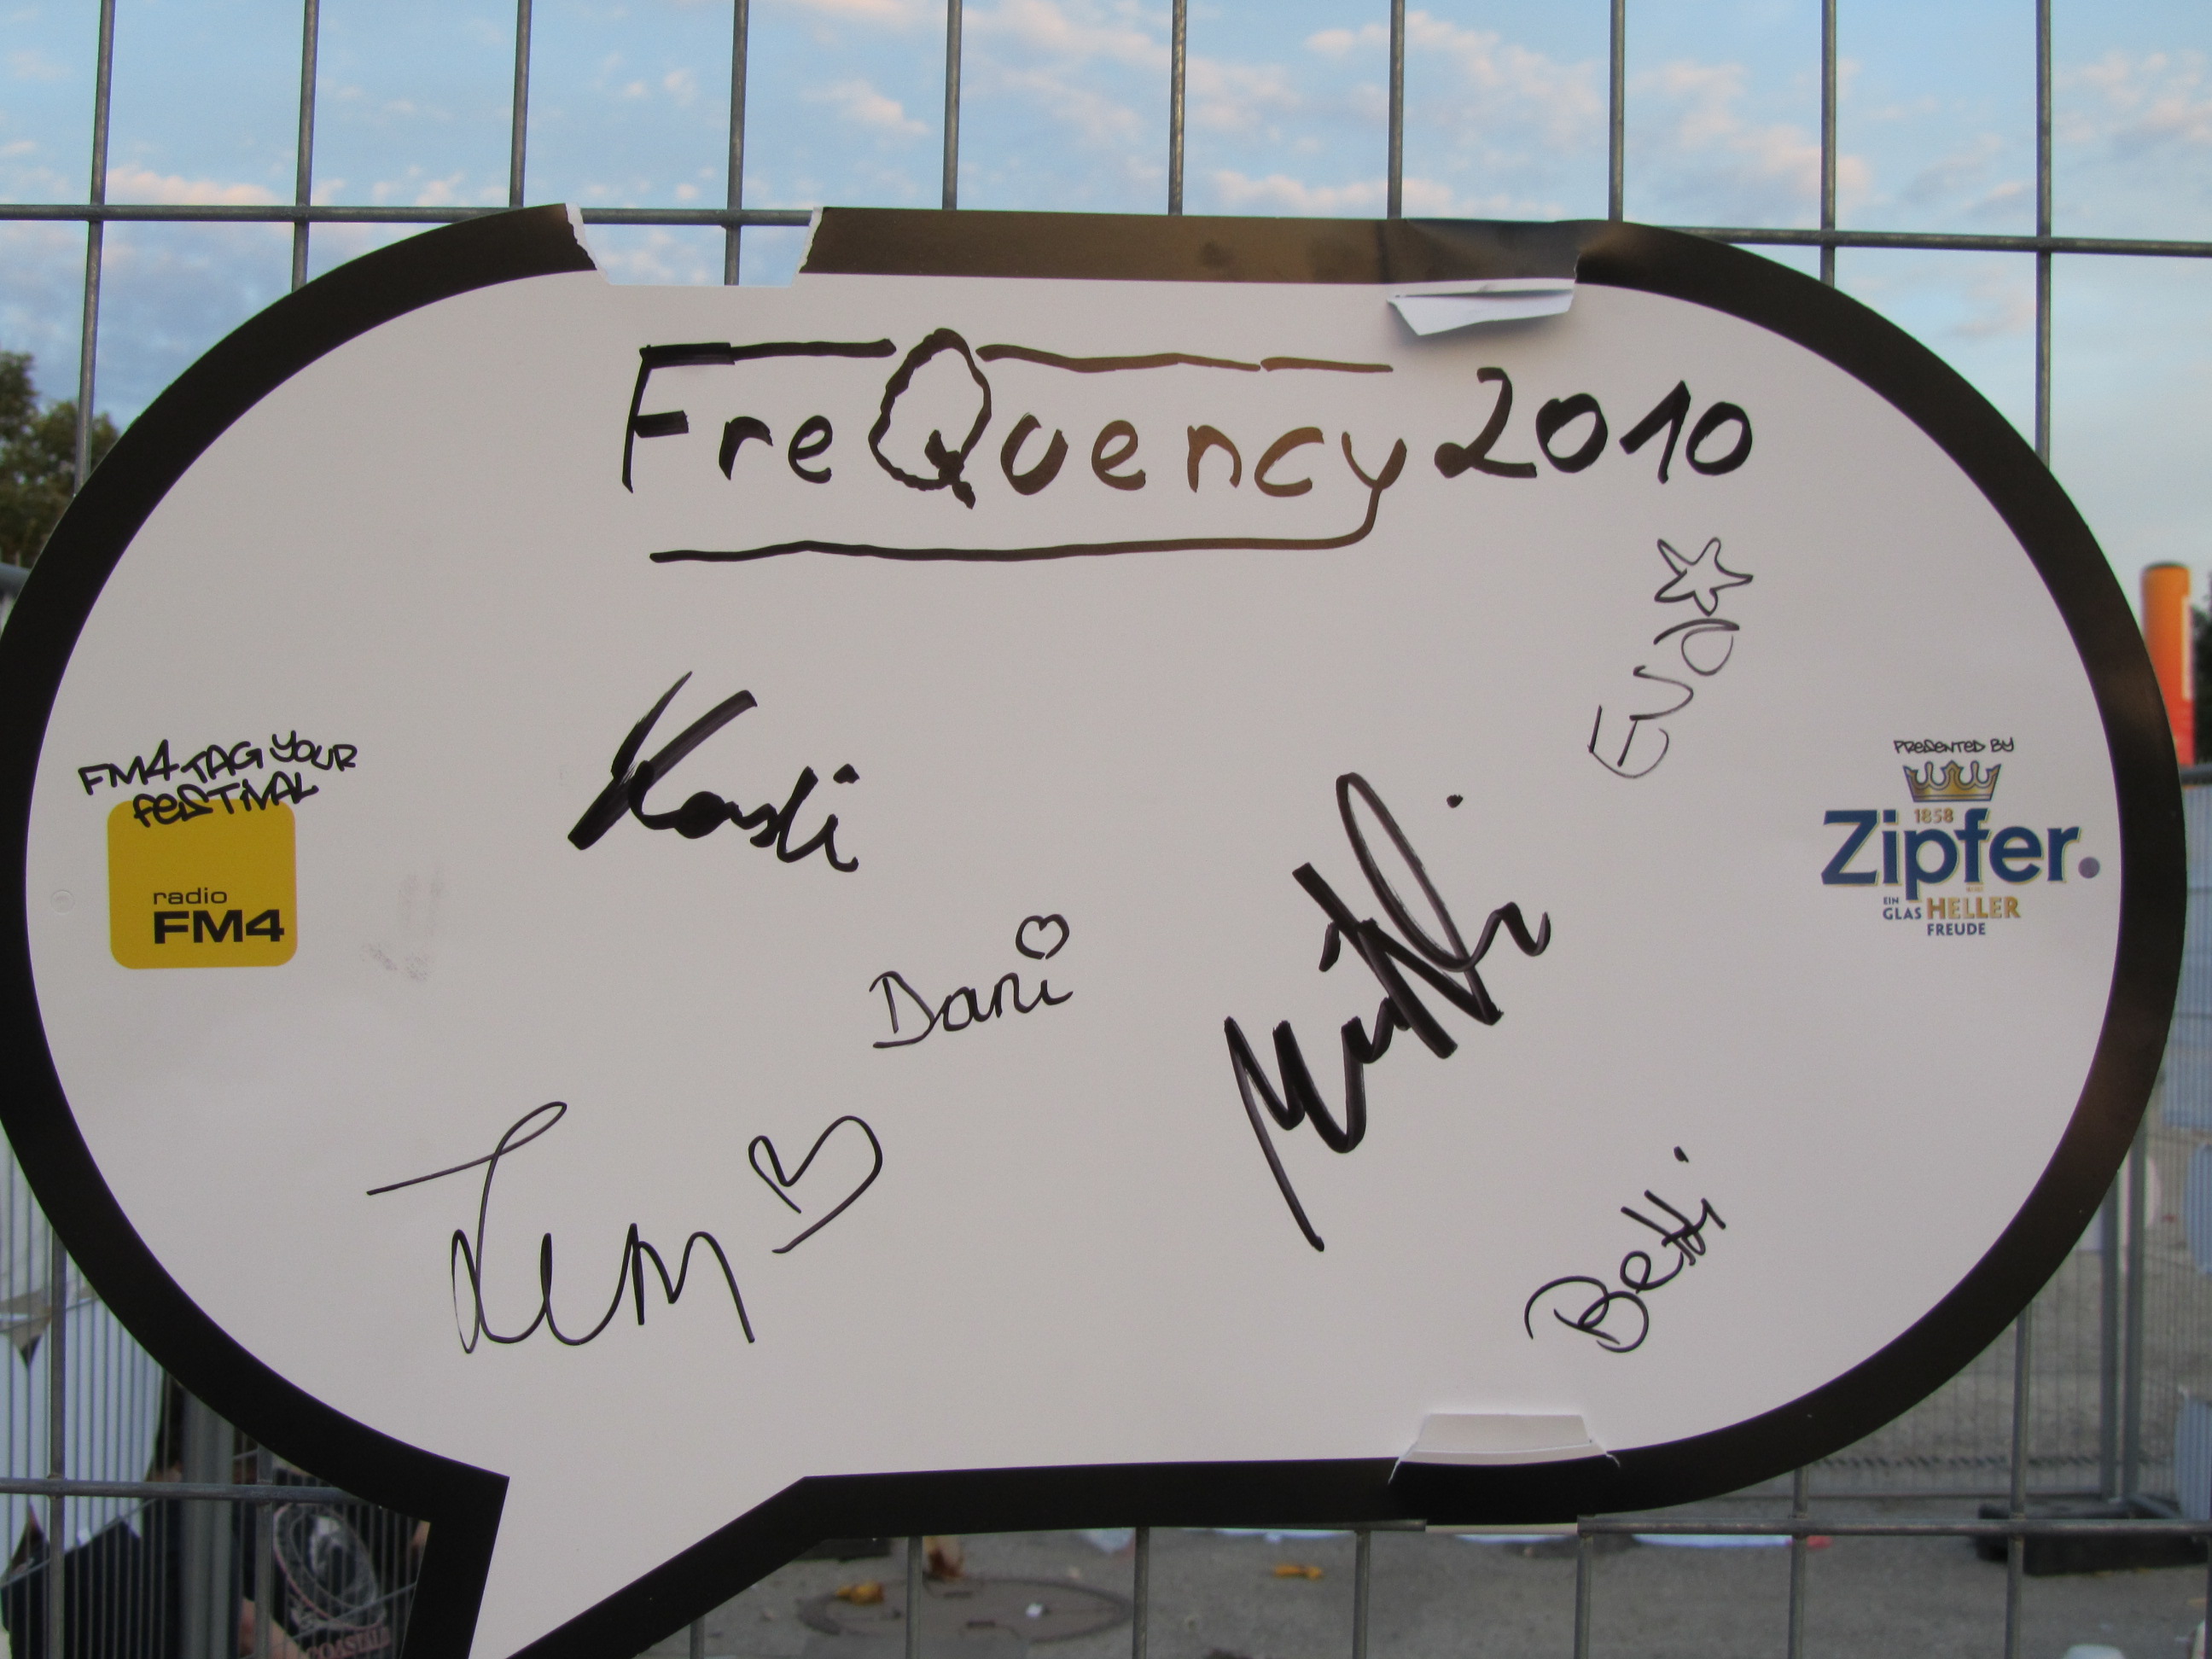 FreQuency 2010
Eva
Kasti
FM4 TAG YOUR
FESTIVAL
radio
FM4
PRESENTED BY
1858
Zipfer.
EIN
GLAS HELLER
FREUDE
Dani
Betti